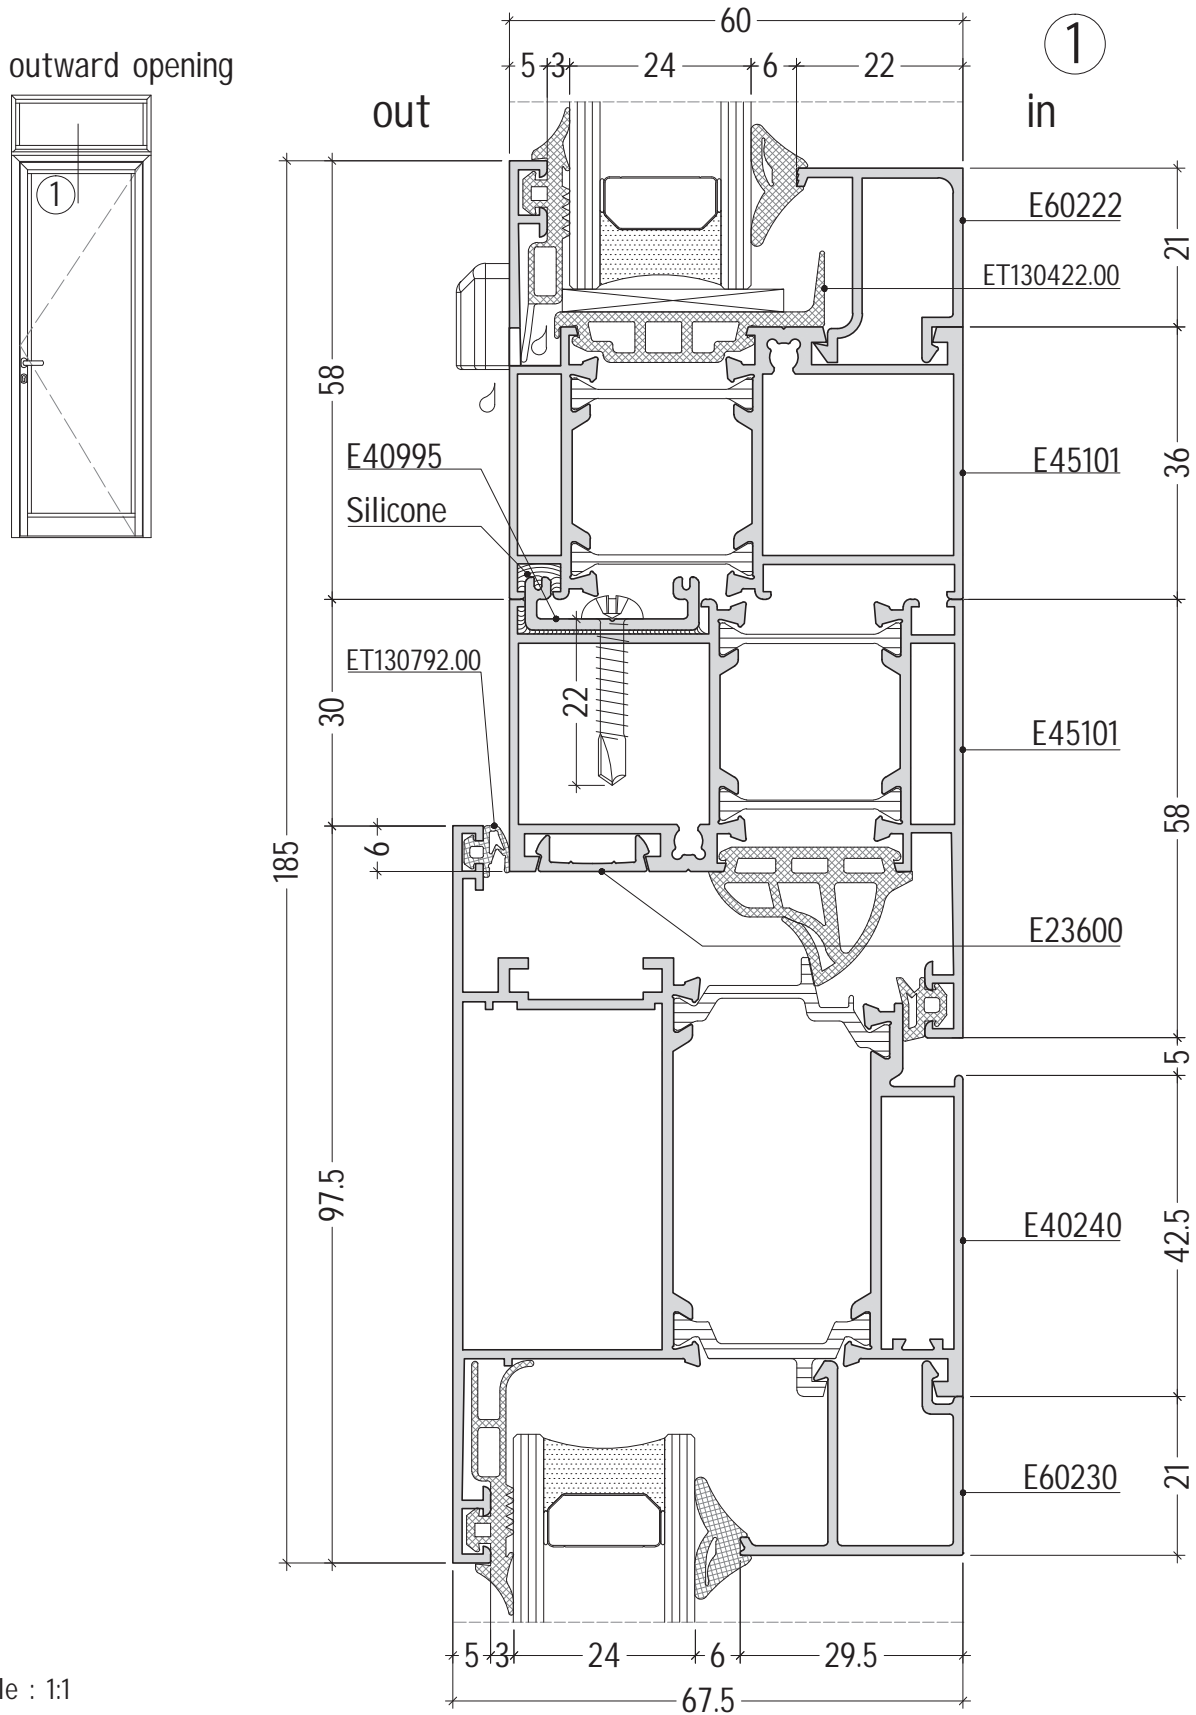 60
1
outward opening
5 3 24 6 22
out
in
1
E60222
21
ET130422.00
58
E40995
E45101
36
Silicone
ET130792.00
22
30
E45101
58
6
185
E23600
5
97.5
E40240
42.5
E60230
21
5 3 24 6 29.5
67.5
le : 1:1